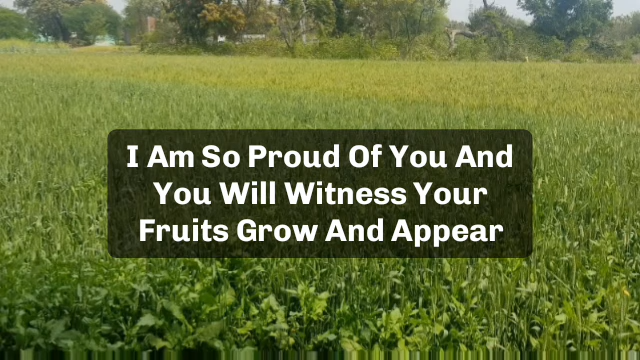 I Am So Proud Of You And
You Will Witness Your
Fruits Grow And Appear